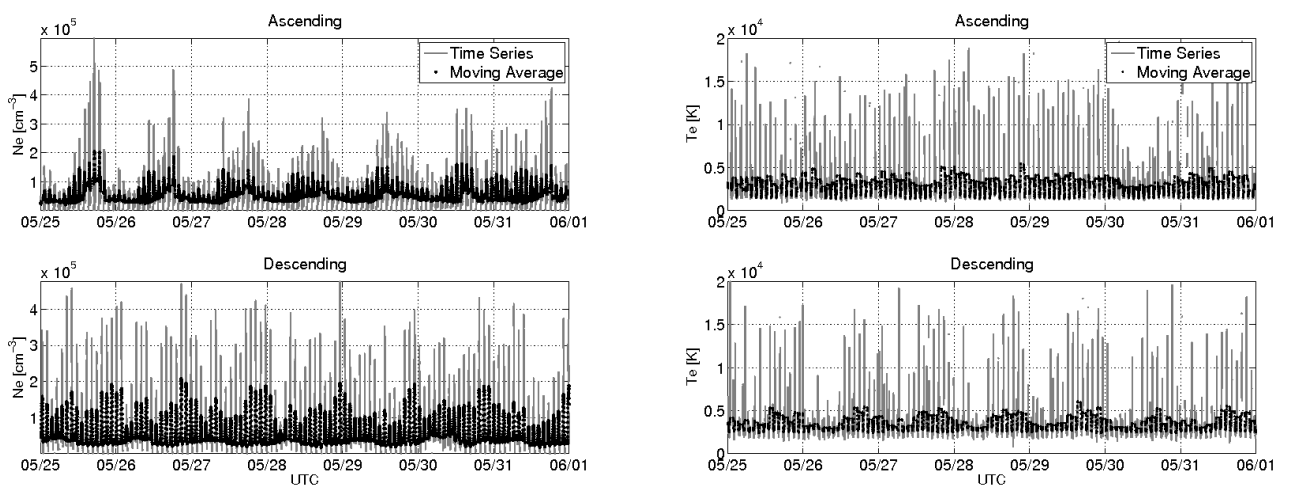 Ascending
x 10^5
Time Series
Moving Average
Ne [cm^-3]
5
4
3
2
1
05/25 05/26 05/27 05/28 05/29 05/30 05/31 06/01
Ascending
x 10^4
Time Series
Moving Average
Te [K]
2
1.5
1
0.5
0
05/25 05/26 05/27 05/28 05/29 05/30 05/31 06/01
Descending
x 10^5
Ne [cm^-3]
4
3
2
1
05/25 05/26 05/27 05/28 05/29 05/30 05/31 06/01
UTC
Descending
x 10^4
Te [K]
2
1.5
1
0.5
0
05/25 05/26 05/27 05/28 05/29 05/30 05/31 06/01
UTC